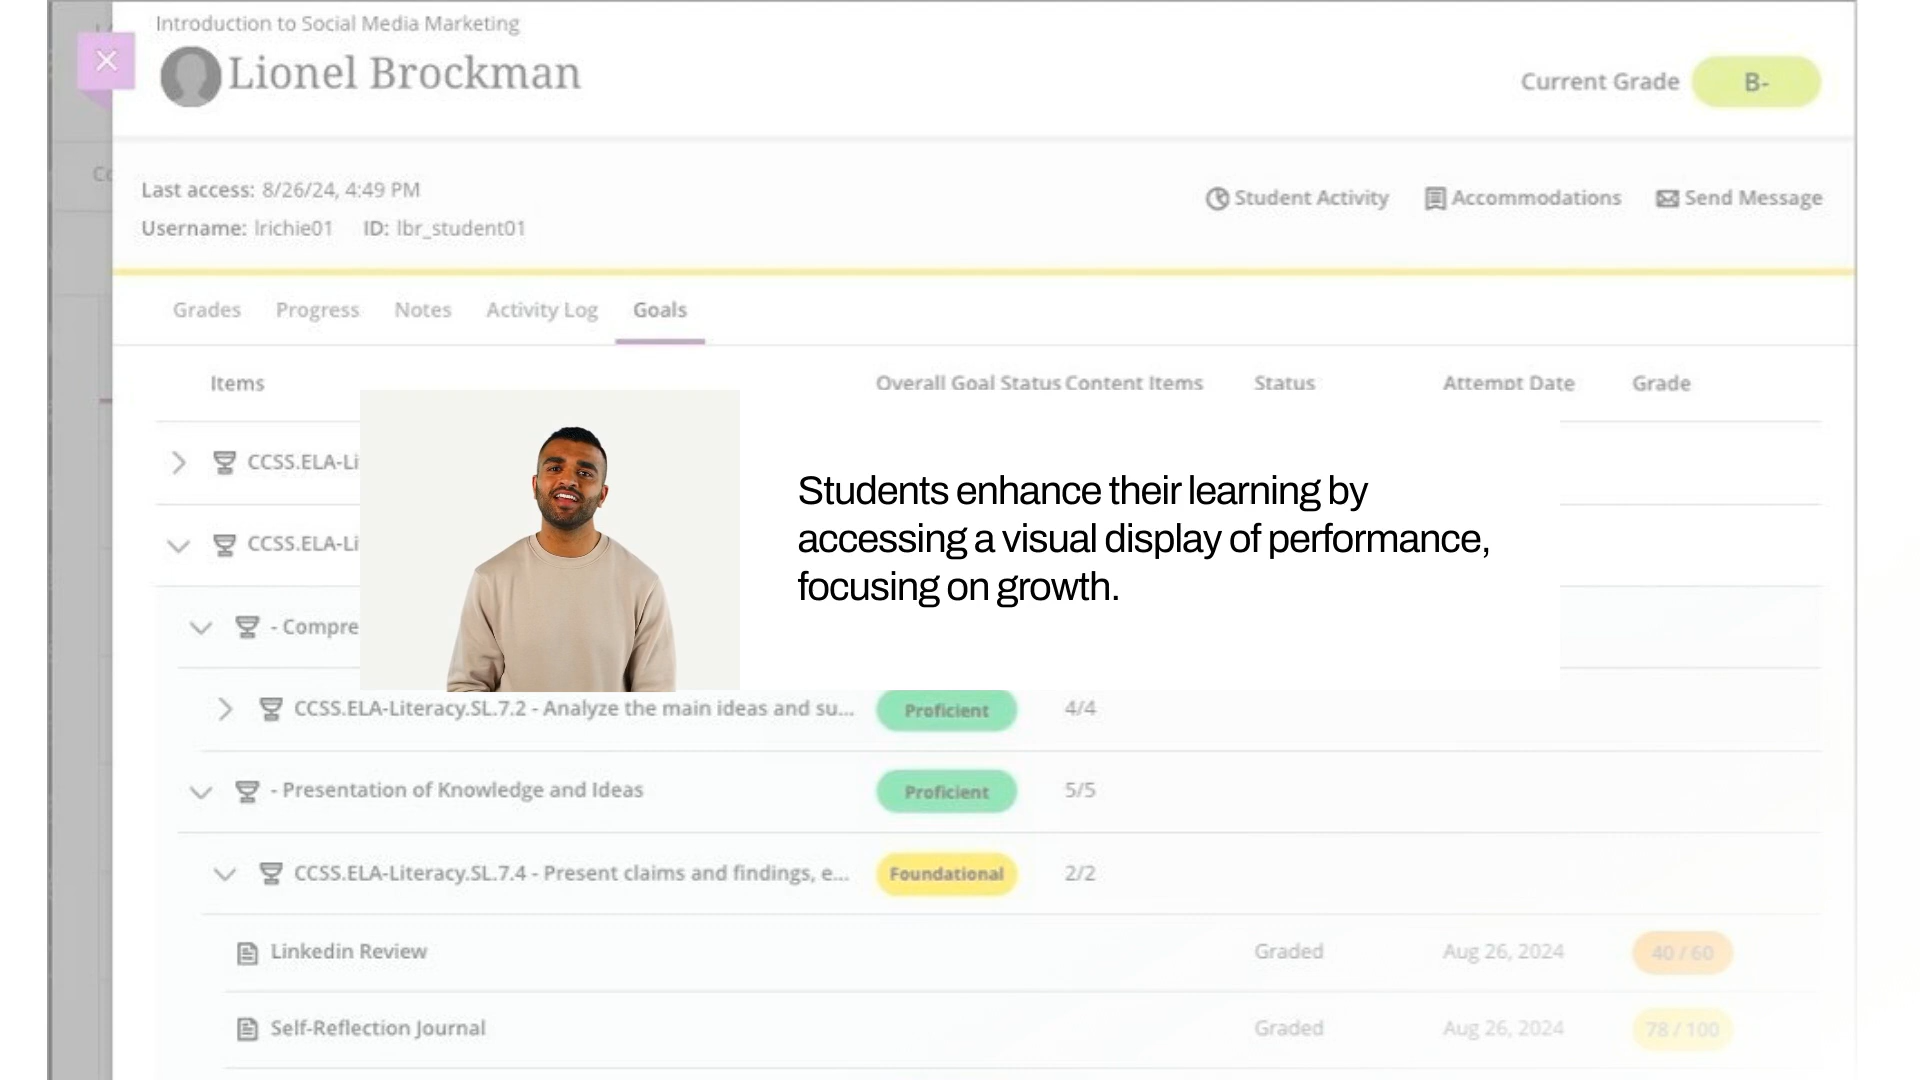 Introduction to Social Media Marketing
Lionel Brockman
Current Grade B-
Last access: 8/26/24, 4:49 PM
Student Activity Accommodations Send Message
Username: lrichie01 ID: lbr_student01
Grades Progress Notes Activity Log Goals
Items Overall Goal Status Content Items Status Attempt Date Grade
CCSS.ELA-Li
CCSS.ELA-Li
- Compre
Students enhance their learning by
accessing a visual display of performance,
focusing on growth.
CCSS.ELA-Literacy.SL.7.2 - Analyze the main ideas and su... Proficient 4/4
- Presentation of Knowledge and Ideas Proficient 5/5
CCSS.ELA-Literacy.SL.7.4 - Present claims and findings, e... Foundational 2/2
Linkedin Review Graded Aug 26, 2024 40 / 60
Self-Reflection Journal Graded Aug 26, 2024 78 / 100